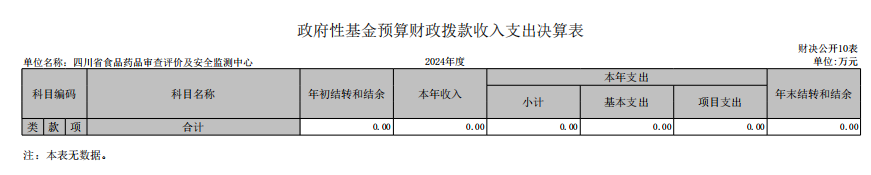 政府性基金预算财政拨款收入支出决算表
财决公开10表
单位名称：四川省食品药品审查评价及安全监测中心 2024年度 单位:万元
科目编码 科目名称 年初结转和结余 本年收入 本年支出 年末结转和结余
小计 基本支出 项目支出
类 款 项 合计 0.00 0.00 0.00 0.00 0.00 0.00
注：本表无数据。